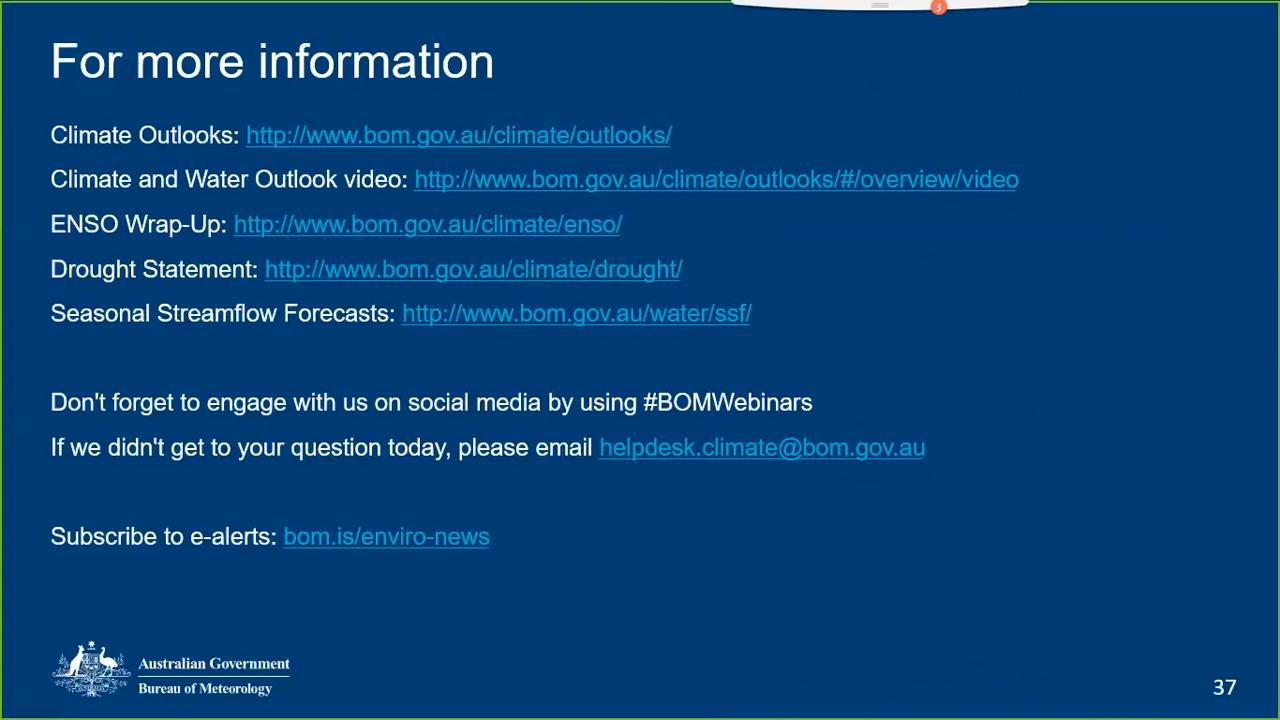 3
For more information
Climate Outlooks: http://www.bom.gov.au/climate/outlooks/
Climate and Water Outlook video: http://www.bom.gov.au/climate/outlooks/#/overview/video
ENSO Wrap-Up: http://www.bom.gov.au/climate/enso/
Drought Statement: http://www.bom.gov.au/climate/drought/
Seasonal Streamflow Forecasts: http://www.bom.gov.au/water/ssf/
Don't forget to engage with us on social media by using #BOMWebinars
If we didn't get to your question today, please email helpdesk.climate@bom.gov.au
Subscribe to e-alerts: bom.is/enviro-news
Australian Government
Bureau of Meteorology
37